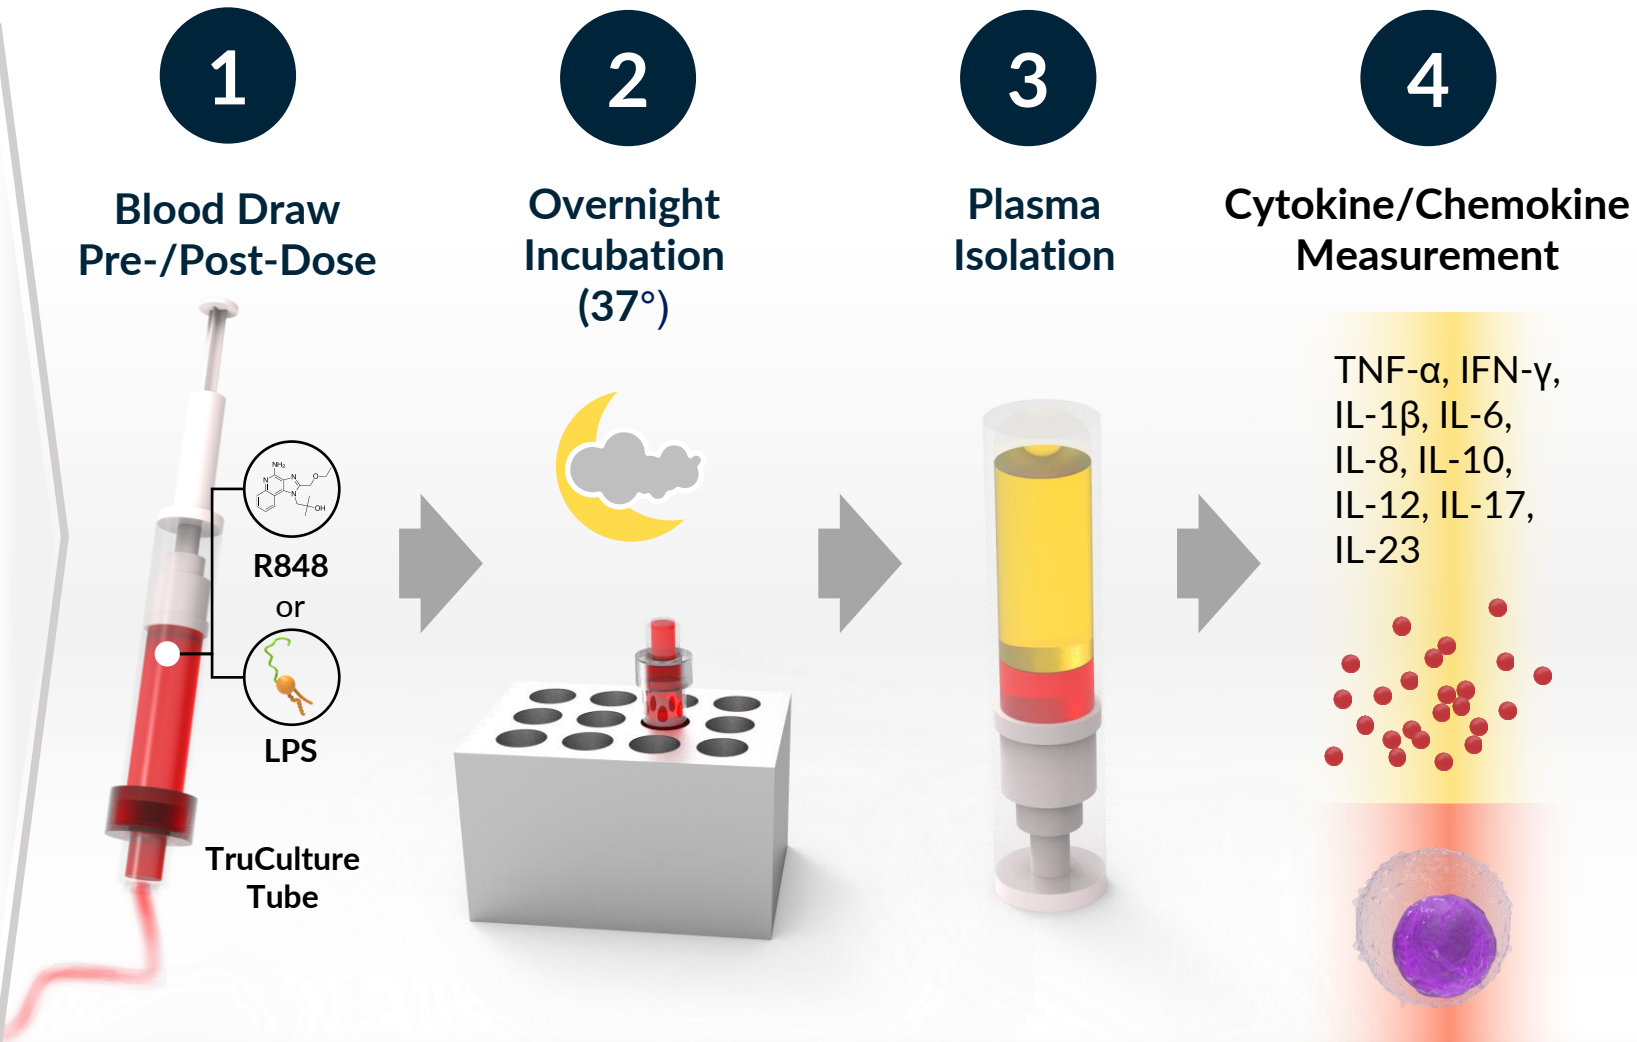 1
Blood Draw
Pre-/Post-Dose
NH₂
N
N
N
O
OH
R848
or
LPS
TruCulture
Tube
2
Overnight
Incubation
(37°)
3
Plasma
Isolation
4
Cytokine/Chemokine
Measurement
TNF-α, IFN-γ,
IL-1β, IL-6,
IL-8, IL-10,
IL-12, IL-17,
IL-23